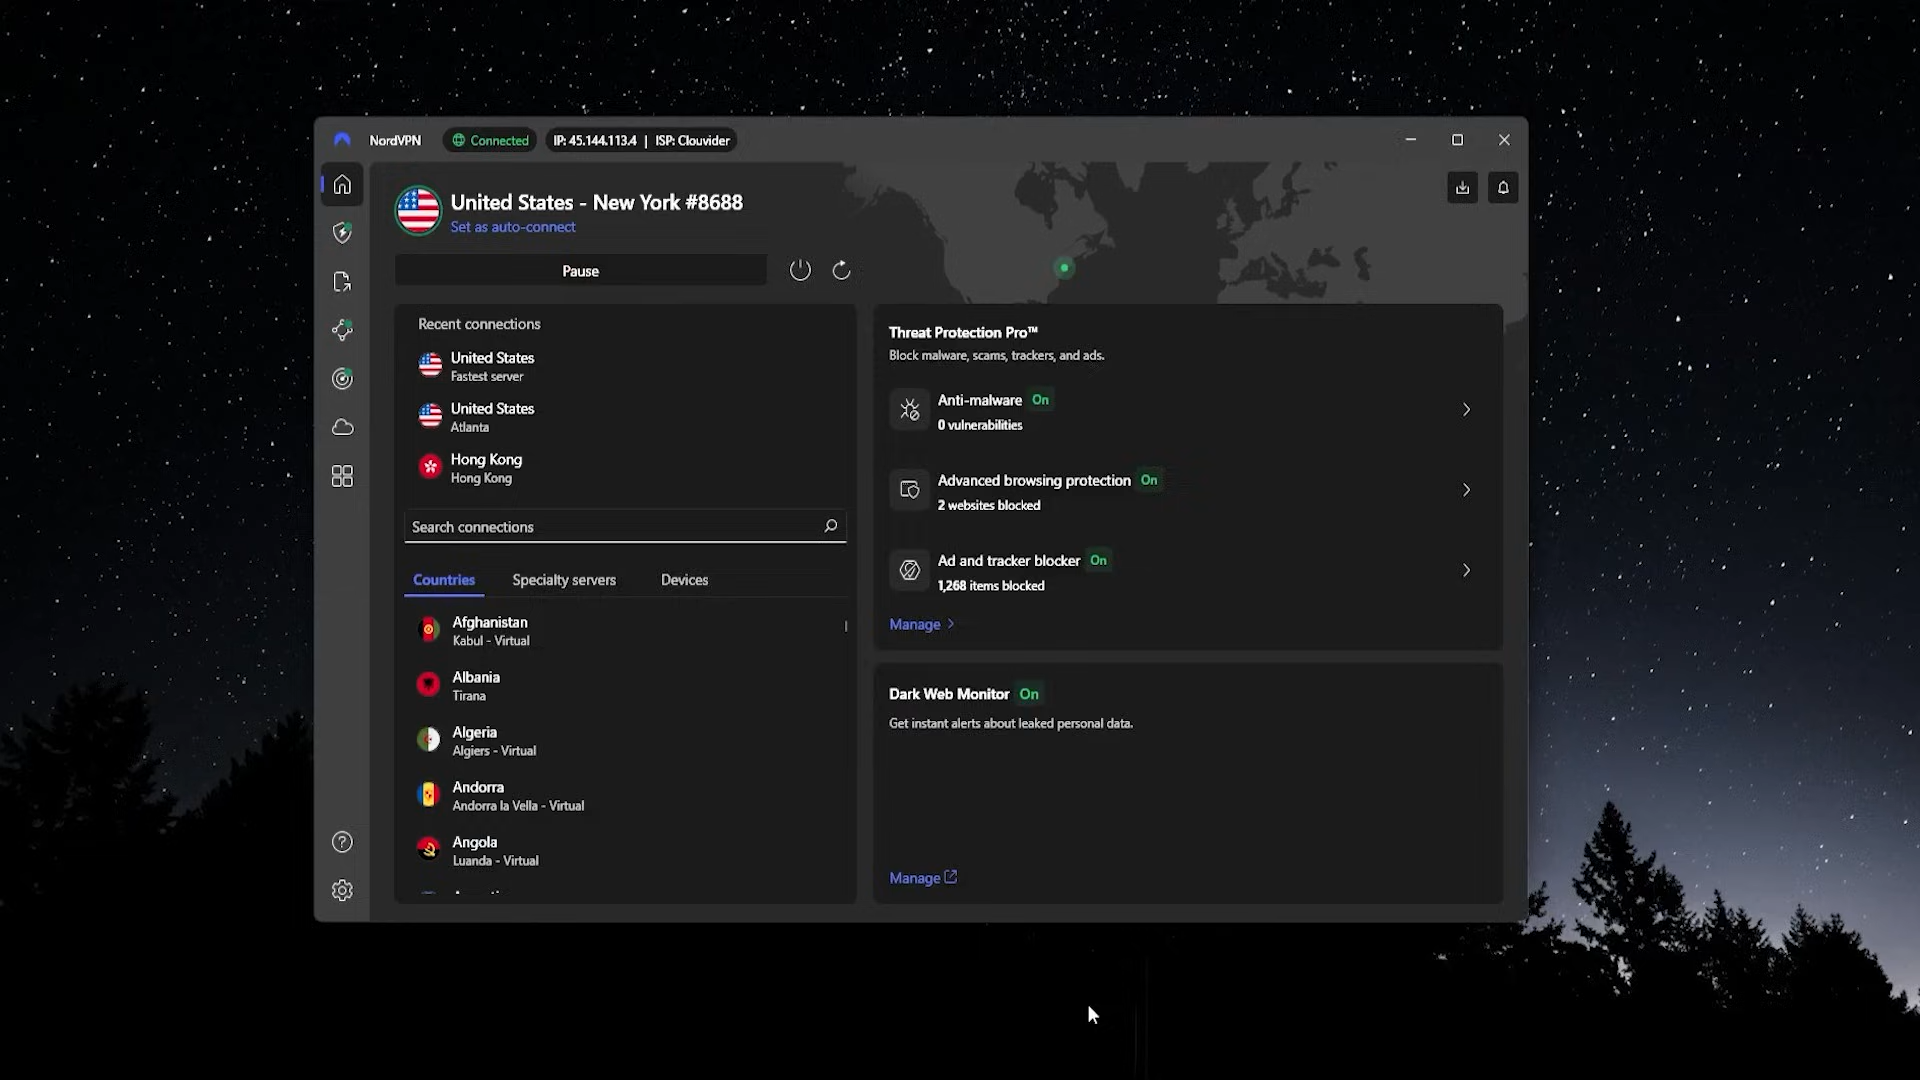 NordVPN Connected IP: 45.144.113.4 | ISP: Clouvider
United States - New York #8688
Set as auto-connect
Pause
Recent connections
United States
Fastest server
United States
Atlanta
Hong Kong
Hong Kong
Search connections
Countries Specialty servers Devices
Afghanistan
Kabul - Virtual
Albania
Tirana
Algeria
Algiers - Virtual
Andorra
Andorra la Vella - Virtual
Angola
Luanda - Virtual
Threat Protection Pro™
Block malware, scams, trackers, and ads.
Anti-malware On
0 vulnerabilities
Advanced browsing protection On
2 websites blocked
Ad and tracker blocker On
1,268 items blocked
Manage
Dark Web Monitor On
Get instant alerts about leaked personal data.
Manage